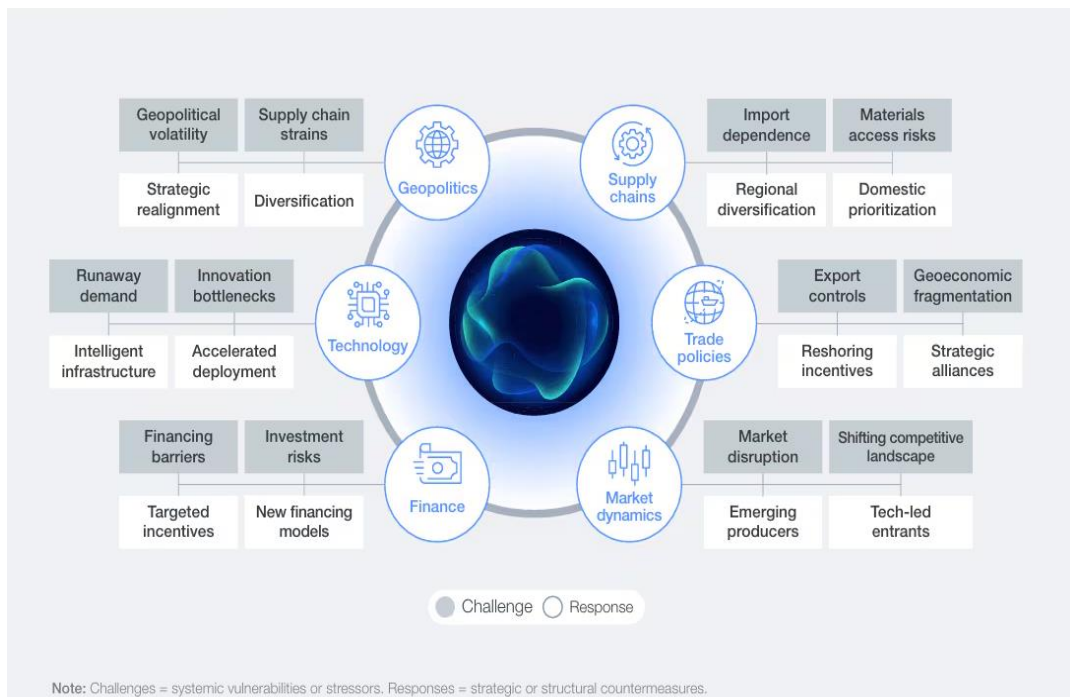 Geopolitical
volatility
Supply chain
strains
Strategic
realignment
Diversification
Geopolitics
Supply
chains
Import
dependence
Materials
access risks
Regional
diversification
Domestic
prioritization
Runaway
demand
Innovation
bottlenecks
Intelligent
infrastructure
Accelerated
deployment
Technology
Trade
policies
Export
controls
Geoeconomic
fragmentation
Reshoring
incentives
Strategic
alliances
Financing
barriers
Investment
risks
Targeted
incentives
New financing
models
Finance
Market
dynamics
Market
disruption
Shifting competitive
landscape
Emerging
producers
Tech-led
entrants
Challenge
Response
Note: Challenges = systemic vulnerabilities or stressors. Responses = strategic or structural countermeasures.